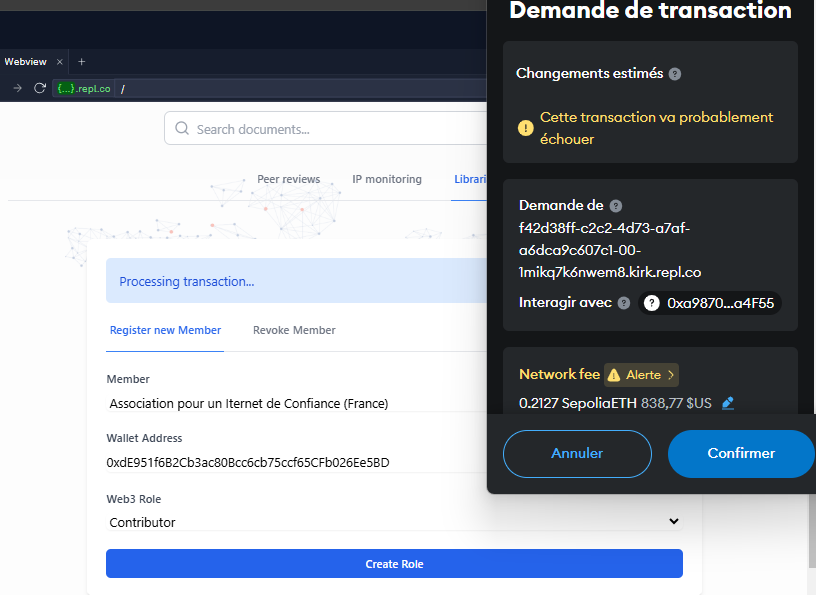 Webview
{...}.repl.co /
Search documents...
Peer reviews
IP monitoring
Librari
Processing transaction...
Register new Member
Revoke Member
Member
Association pour un Iternet de Confiance (France)
Wallet Address
0xdE951f6B2Cb3ac80Bcc6cb75ccf65CFb026Ee5BD
Web3 Role
Contributor
Create Role
Demande de transaction
Changements estimés ?
! Cette transaction va probablement
échouer
Demande de ?
f42d38ff-c2c2-4d73-a7af-
a6dca9c607c1-00-
1mikq7k6nwem8.kirk.repl.co
Interagir avec ? ? 0xa9870...a4F55
Network fee Alerte >
0.2127 SepoliaETH 838,77 $US
Annuler
Confirmer